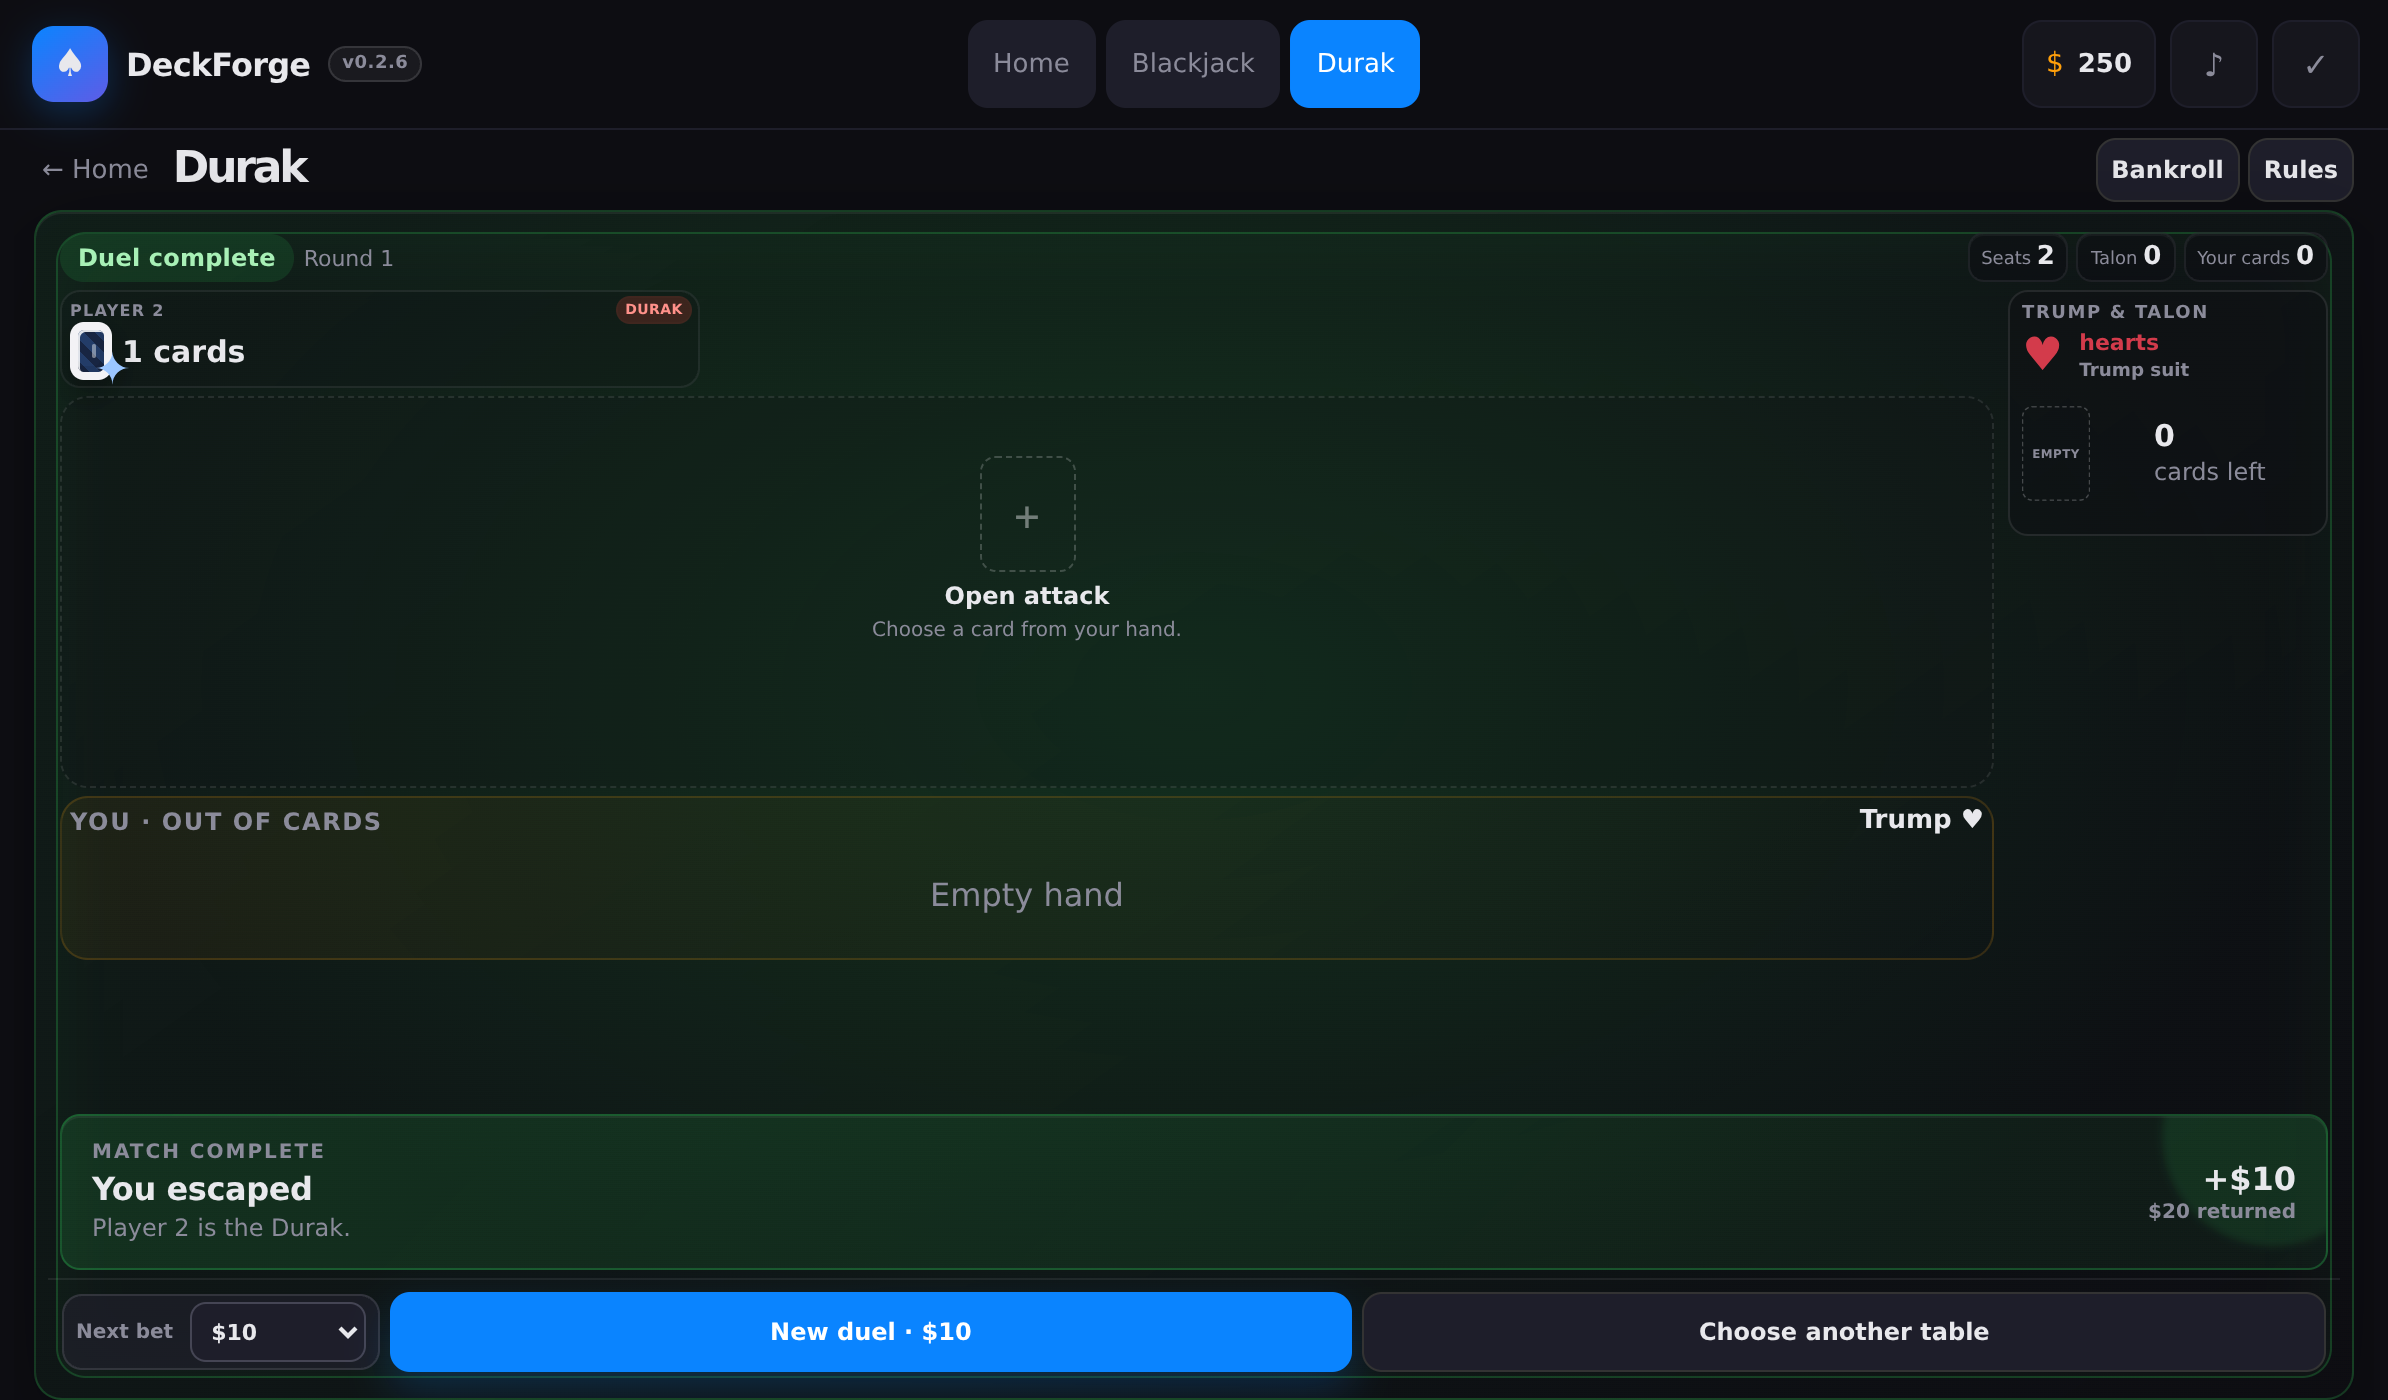 ♠ DeckForge v0.2.6
Home Blackjack Durak
$ 250 ♪ ✓
← Home Durak
Bankroll Rules
Duel complete Round 1
Seats 2 Talon 0 Your cards 0
PLAYER 2 DURAK
1 cards
TRUMP & TALON
♥ hearts
Trump suit
EMPTY
0
cards left
+
Open attack
Choose a card from your hand.
YOU · OUT OF CARDS Trump ♥
Empty hand
MATCH COMPLETE
You escaped
Player 2 is the Durak.
+$10
$20 returned
Next bet $10 New duel · $10 Choose another table